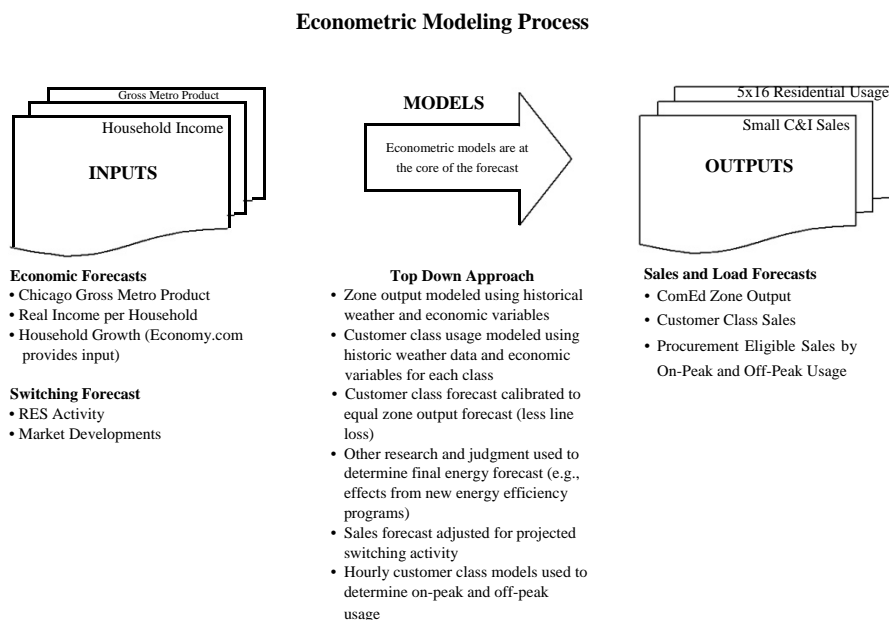 Econometric Modeling Process
Gross Metro Product
Household Income
INPUTS
MODELS
Econometric models are at
the core of the forecast
5x16 Residential Usage
Small C&I Sales
OUTPUTS
Economic Forecasts
• Chicago Gross Metro Product
• Real Income per Household
• Household Growth (Economy.com
provides input)
Switching Forecast
• RES Activity
• Market Developments
Top Down Approach
• Zone output modeled using historical
weather and economic variables
• Customer class usage modeled using
historic weather data and economic
variables for each class
• Customer class forecast calibrated to
equal zone output forecast (less line
loss)
• Other research and judgment used to
determine final energy forecast (e.g.,
effects from new energy efficiency
programs)
• Sales forecast adjusted for projected
switching activity
• Hourly customer class models used to
determine on-peak and off-peak
usage
Sales and Load Forecasts
• ComEd Zone Output
• Customer Class Sales
• Procurement Eligible Sales by
On-Peak and Off-Peak Usage